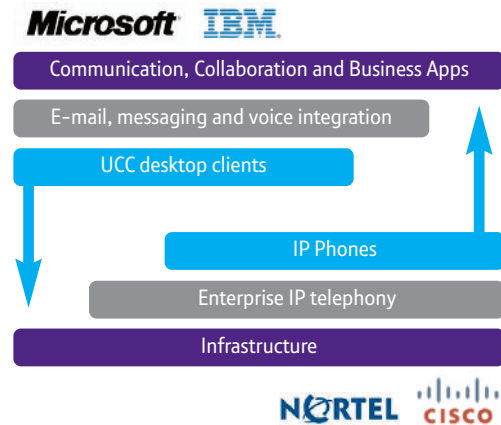 Microsoft IBM
Communication, Collaboration and Business Apps
E-mail, messaging and voice integration
UCC desktop clients
IP Phones
Enterprise IP telephony
Infrastructure
NORTEL CISCO